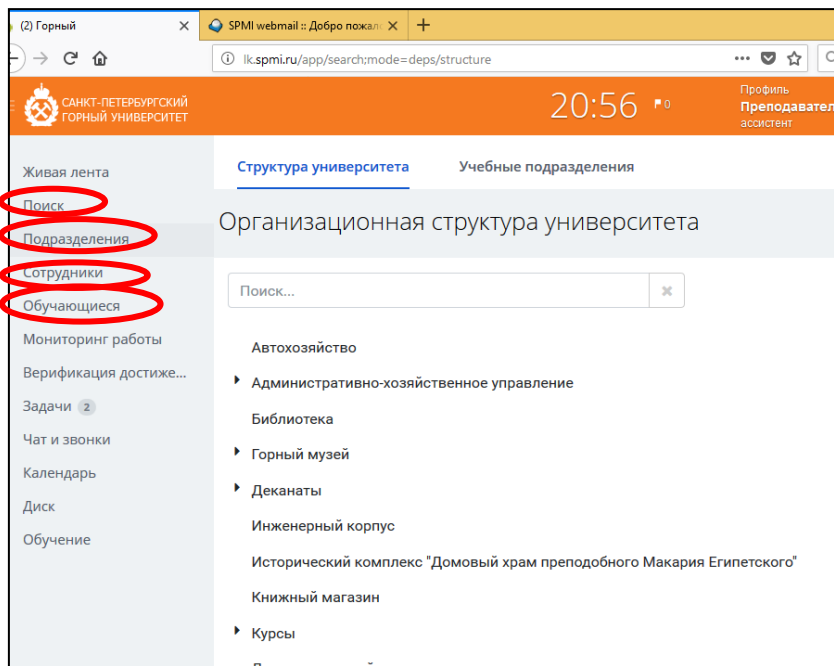 (2) Горный
SPMI webmail :: Добро пожал
lk.spmi.ru/app/search;mode=deps/structure
САНКТ-ПЕТЕРБУРГСКИЙ
ГОРНЫЙ УНИВЕРСИТЕТ
20:56
0
Профиль
Преподавател
ассистент
Живая лента
Поиск
Подразделения
Сотрудники
Обучающиеся
Мониторинг работы
Верификация достиже...
Задачи 2
Чат и звонки
Календарь
Диск
Обучение
Структура университета Учебные подразделения
Организационная структура университета
Поиск...
Автохозяйство
Административно-хозяйственное управление
Библиотека
Горный музей
Деканаты
Инженерный корпус
Исторический комплекс "Домовый храм преподобного Макария Египетского"
Книжный магазин
Курсы